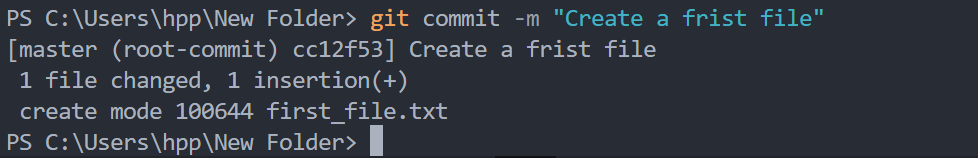 PS C:\Users\hpp\New Folder> git commit -m "Create a frist file"
[master (root-commit) cc12f53] Create a frist file
 1 file changed, 1 insertion(+)
 create mode 100644 first_file.txt
PS C:\Users\hpp\New Folder>